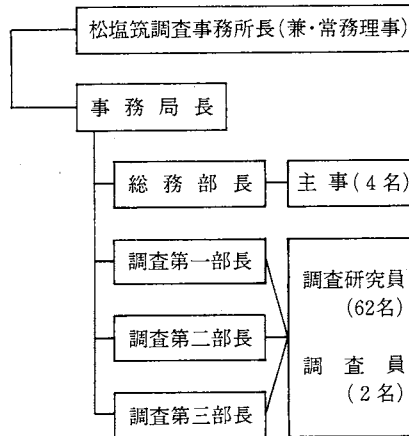 松塩筑調査事務所長(兼・常務理事)
事務局長
総務部長
主事(4名)
調査第一部長
調査研究員
(62名)
調査第二部長
調査員
(2名)
調査第三部長